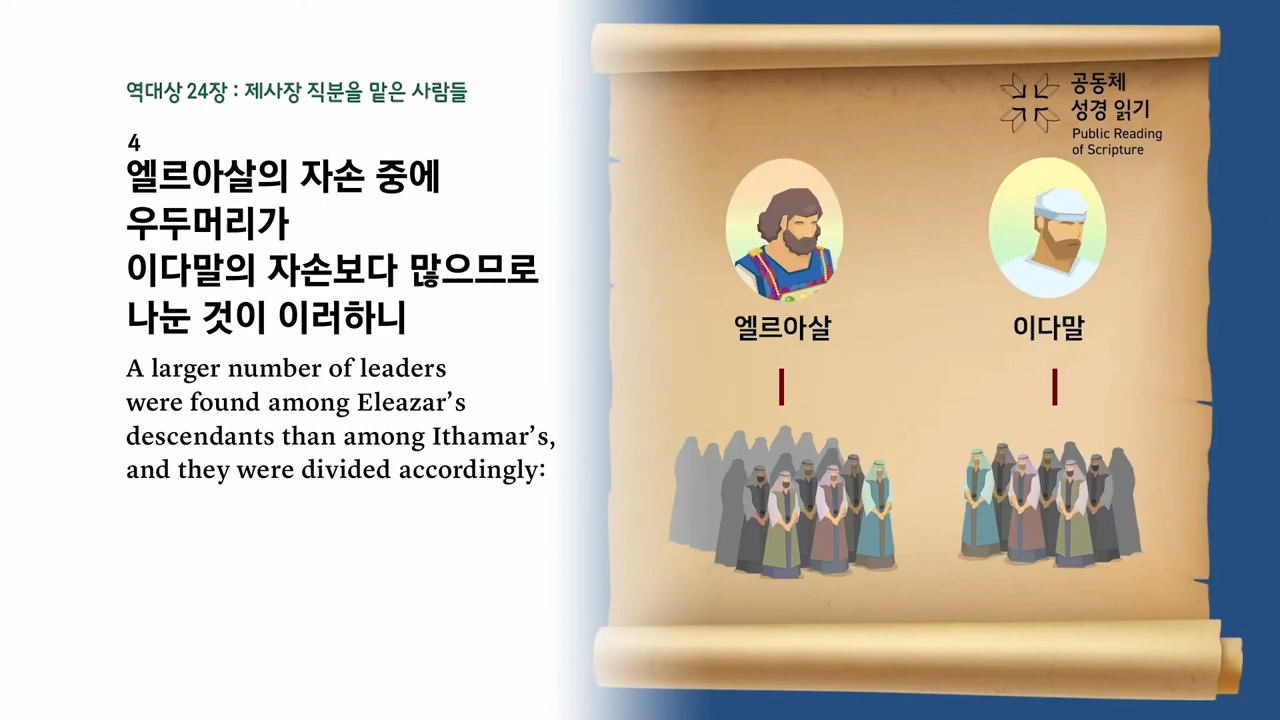 역대상 24장 : 제사장 직분을 맡은 사람들
4
엘르아살의 자손 중에
우두머리가
이다말의 자손보다 많으므로
나눈 것이 이러하니
A larger number of leaders
were found among Eleazar’s
descendants than among Ithamar’s,
and they were divided accordingly:
공동체
성경 읽기
Public Reading
of Scripture
엘르아살
이다말